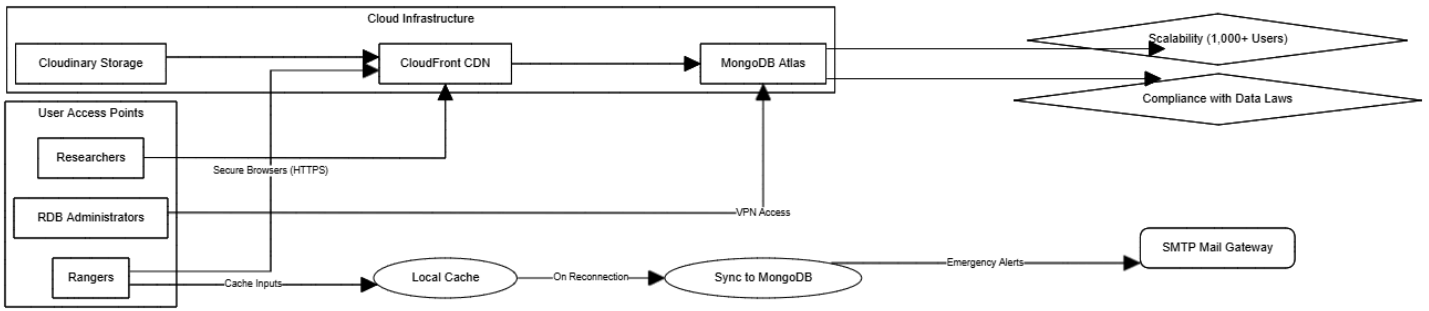 Cloud Infrastructure
Cloudinary Storage
CloudFront CDN
MongoDB Atlas
Scalability (1,000+ Users)
Compliance with Data Laws
User Access Points
Researchers
Secure Browsers (HTTPS)
RDB Administrators
VPN Access
Rangers
Cache Inputs
Local Cache
On Reconnection
Sync to MongoDB
Emergency Alerts
SMTP Mail Gateway